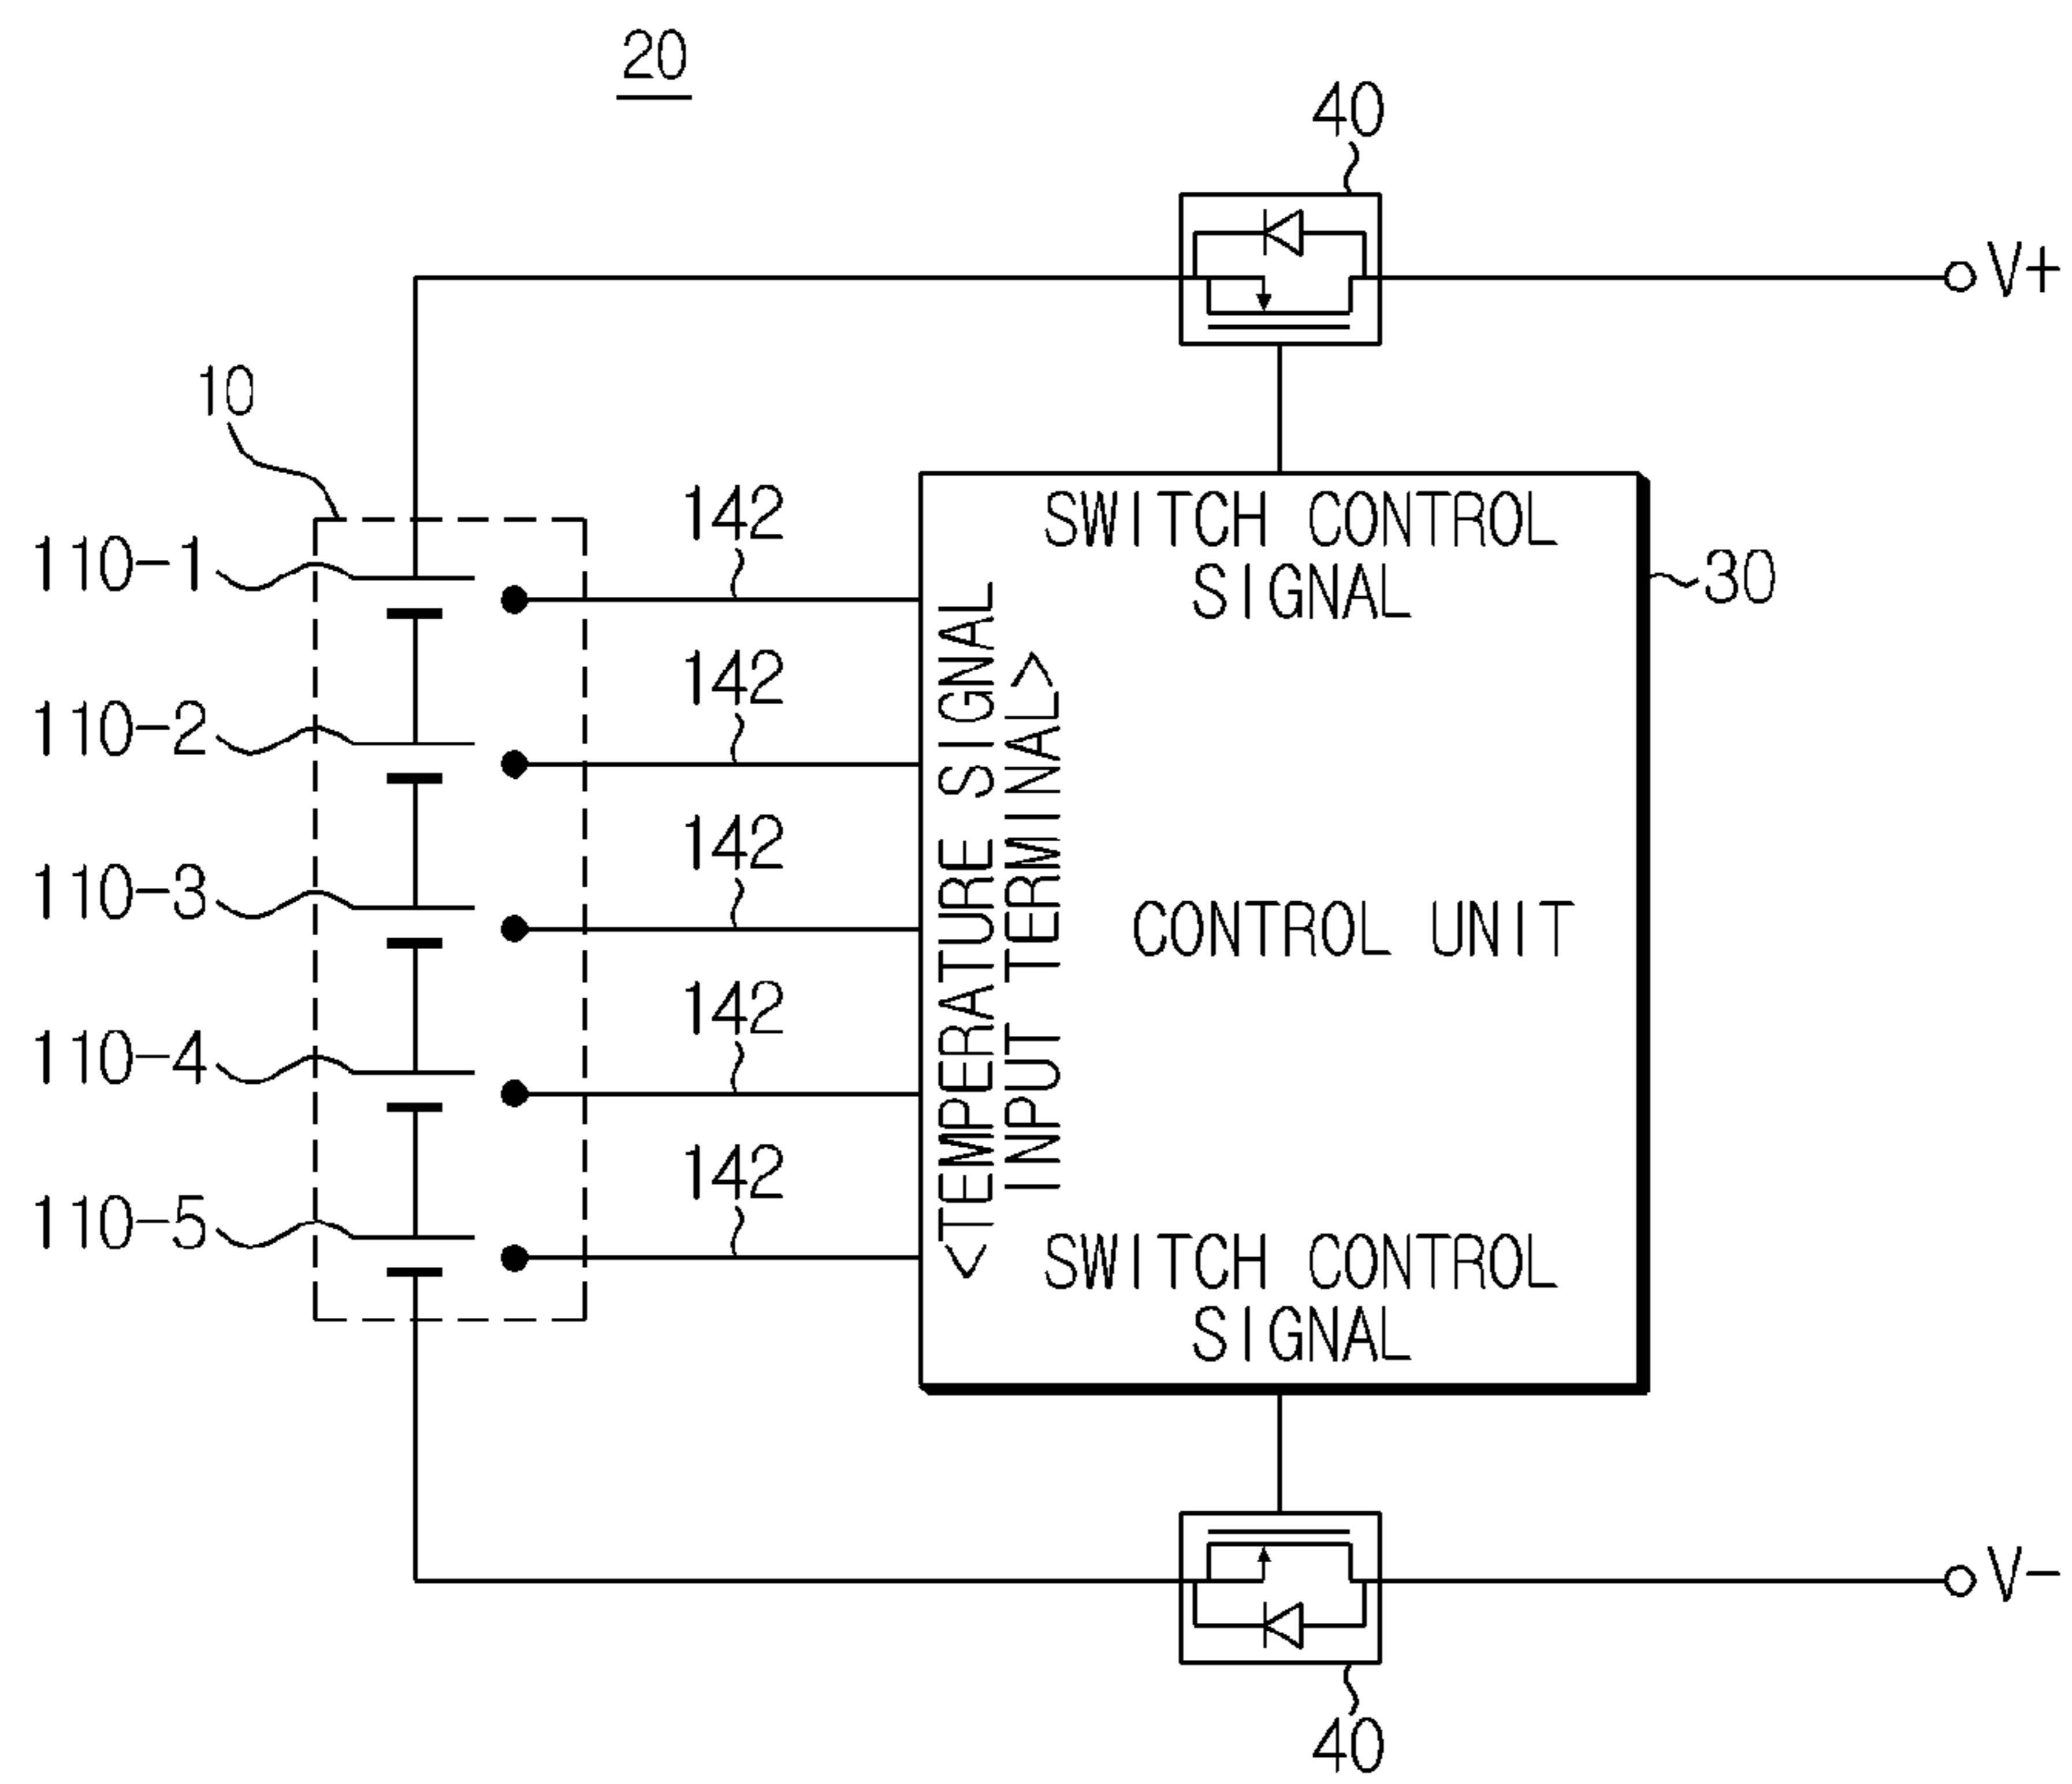 20
40
V+
10
110-1
142
SWITCH CONTROL
SIGNAL
30
110-2
142
<TEMPERATURE SIGNAL
INPUT TERMINAL>
110-3
142
CONTROL UNIT
110-4
142
110-5
142
SWITCH CONTROL
SIGNAL
V-
40